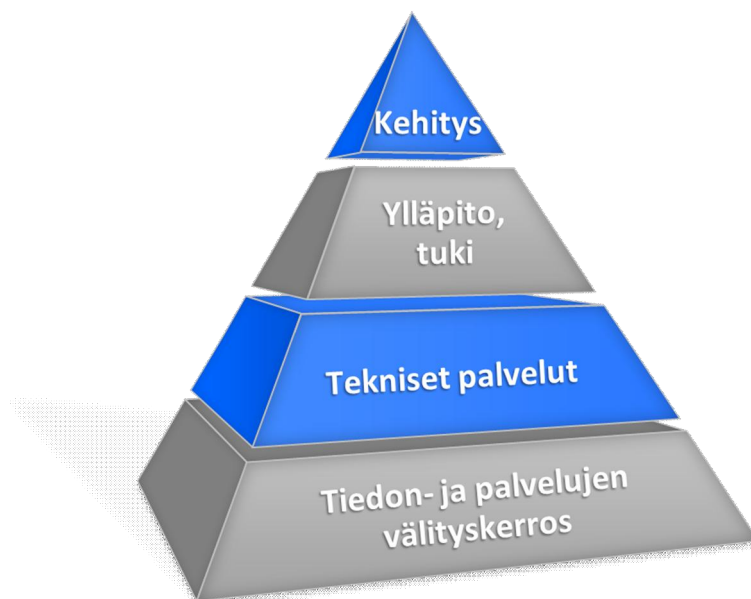 Kehitys
Ylläpito,
tuki
Tekniset palvelut
Tiedon- ja palvelujen
välityskerros